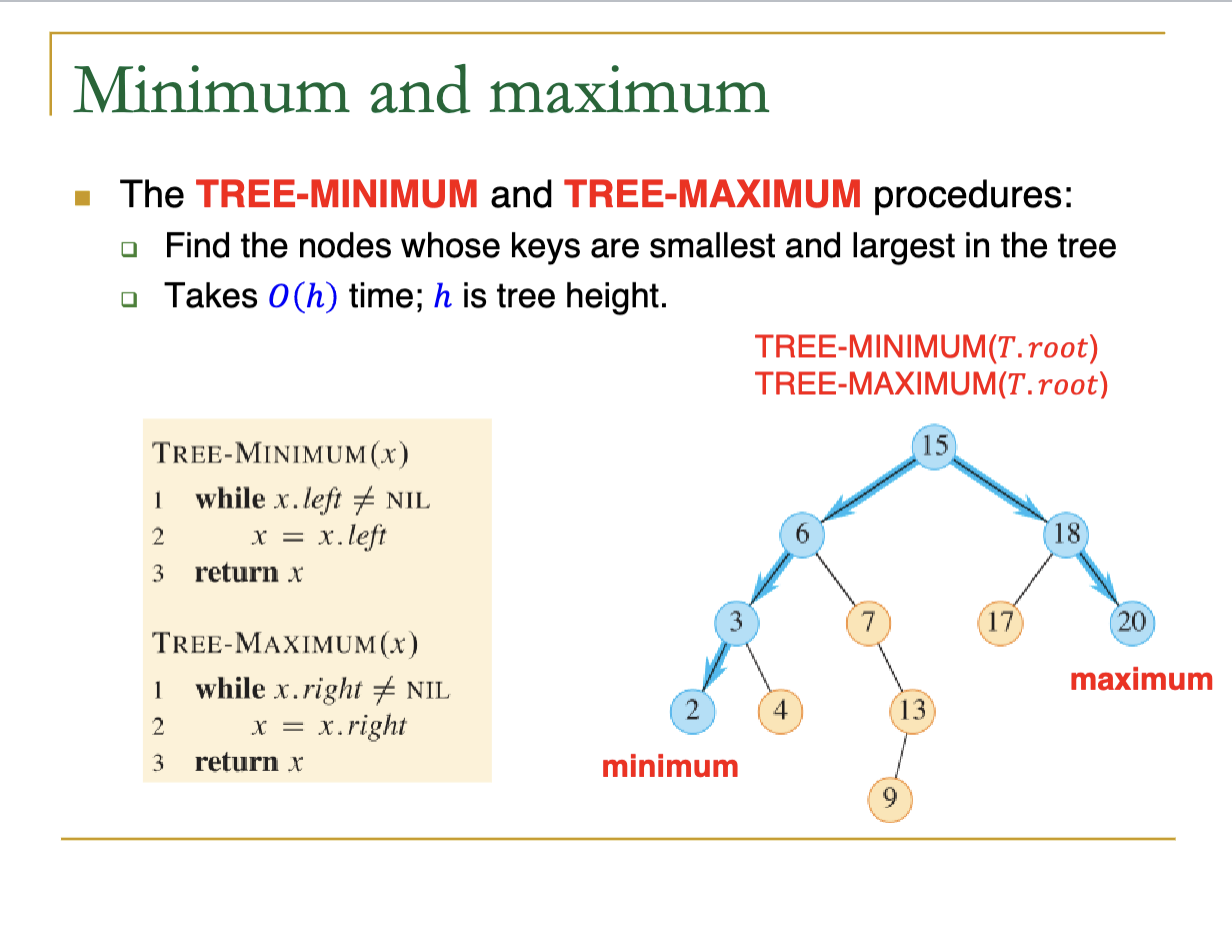 Minimum and maximum
The TREE-MINIMUM and TREE-MAXIMUM procedures:
Find the nodes whose keys are smallest and largest in the tree
Takes O(h) time; h is tree height.
TREE-MINIMUM(T.root)
TREE-MAXIMUM(T.root)
TREE-MINIMUM(x)
1 while x.left ≠ NIL
2 x = x.left
3 return x
TREE-MAXIMUM(x)
1 while x.right ≠ NIL
2 x = x.right
3 return x
15
6 18
3 7 17 20
maximum
2 4 13
minimum
9